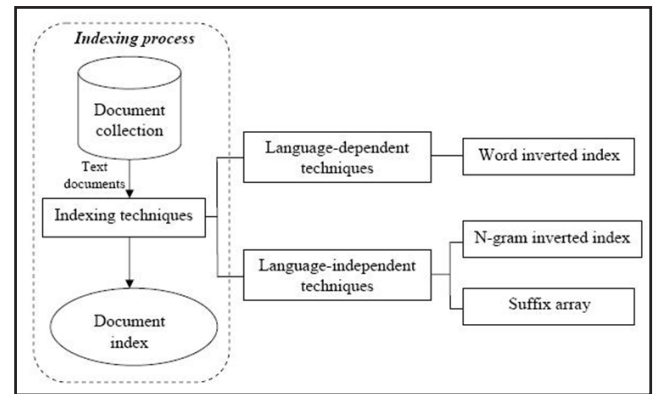 Indexing process
Document
collection
Text
documents
Indexing techniques
Document
index
Language-dependent
techniques
Word inverted index
Language-independent
techniques
N-gram inverted index
Suffix array